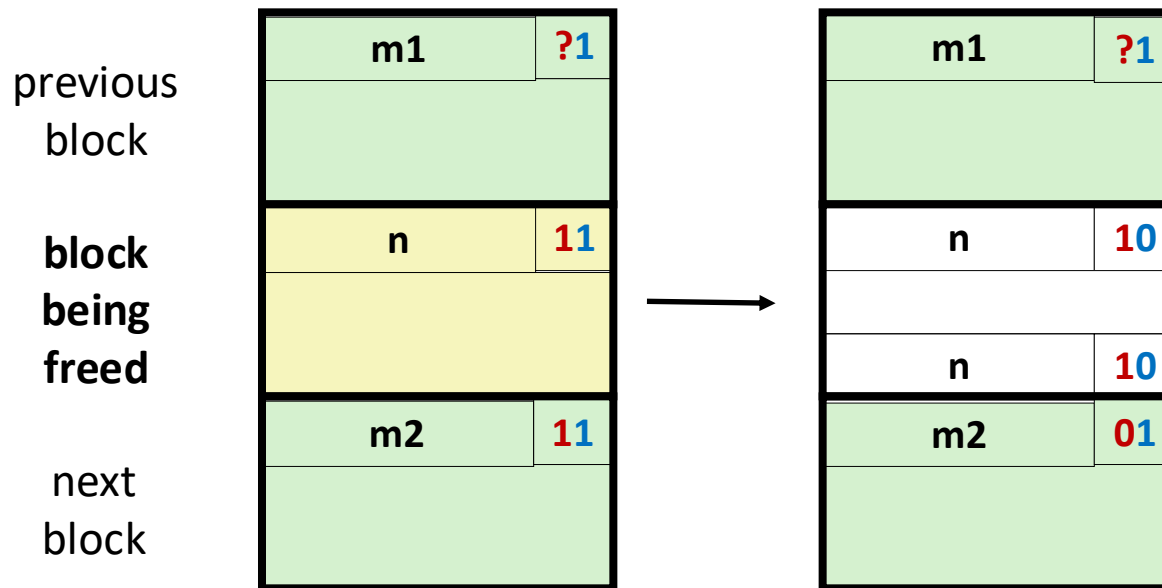 m1 ?1 m1 ?1
previous
block
block
being
freed
n 11 n 10
n 10
m2 11 m2 01
next
block